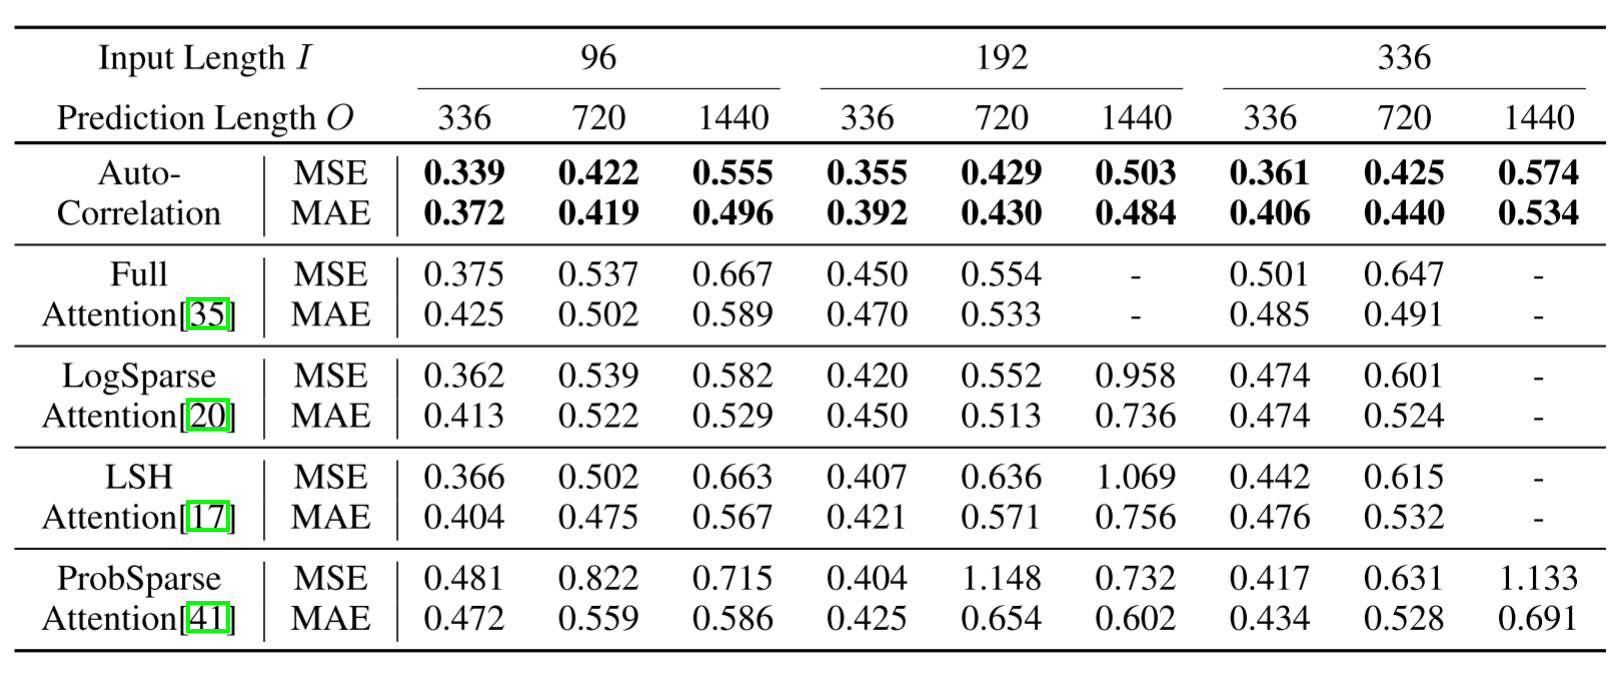 Input Length I 96 192 336
Prediction Length O 336 720 1440 336 720 1440 336 720 1440
Auto- MSE 0.339 0.422 0.555 0.355 0.429 0.503 0.361 0.425 0.574
Correlation MAE 0.372 0.419 0.496 0.392 0.430 0.484 0.406 0.440 0.534
Full MSE 0.375 0.537 0.667 0.450 0.554 - 0.501 0.647 -
Attention[35] MAE 0.425 0.502 0.589 0.470 0.533 - 0.485 0.491 -
LogSparse MSE 0.362 0.539 0.582 0.420 0.552 0.958 0.474 0.601 -
Attention[20] MAE 0.413 0.522 0.529 0.450 0.513 0.736 0.474 0.524 -
LSH MSE 0.366 0.502 0.663 0.407 0.636 1.069 0.442 0.615 -
Attention[17] MAE 0.404 0.475 0.567 0.421 0.571 0.756 0.476 0.532 -
ProbSparse MSE 0.481 0.822 0.715 0.404 1.148 0.732 0.417 0.631 1.133
Attention[41] MAE 0.472 0.559 0.586 0.425 0.654 0.602 0.434 0.528 0.691